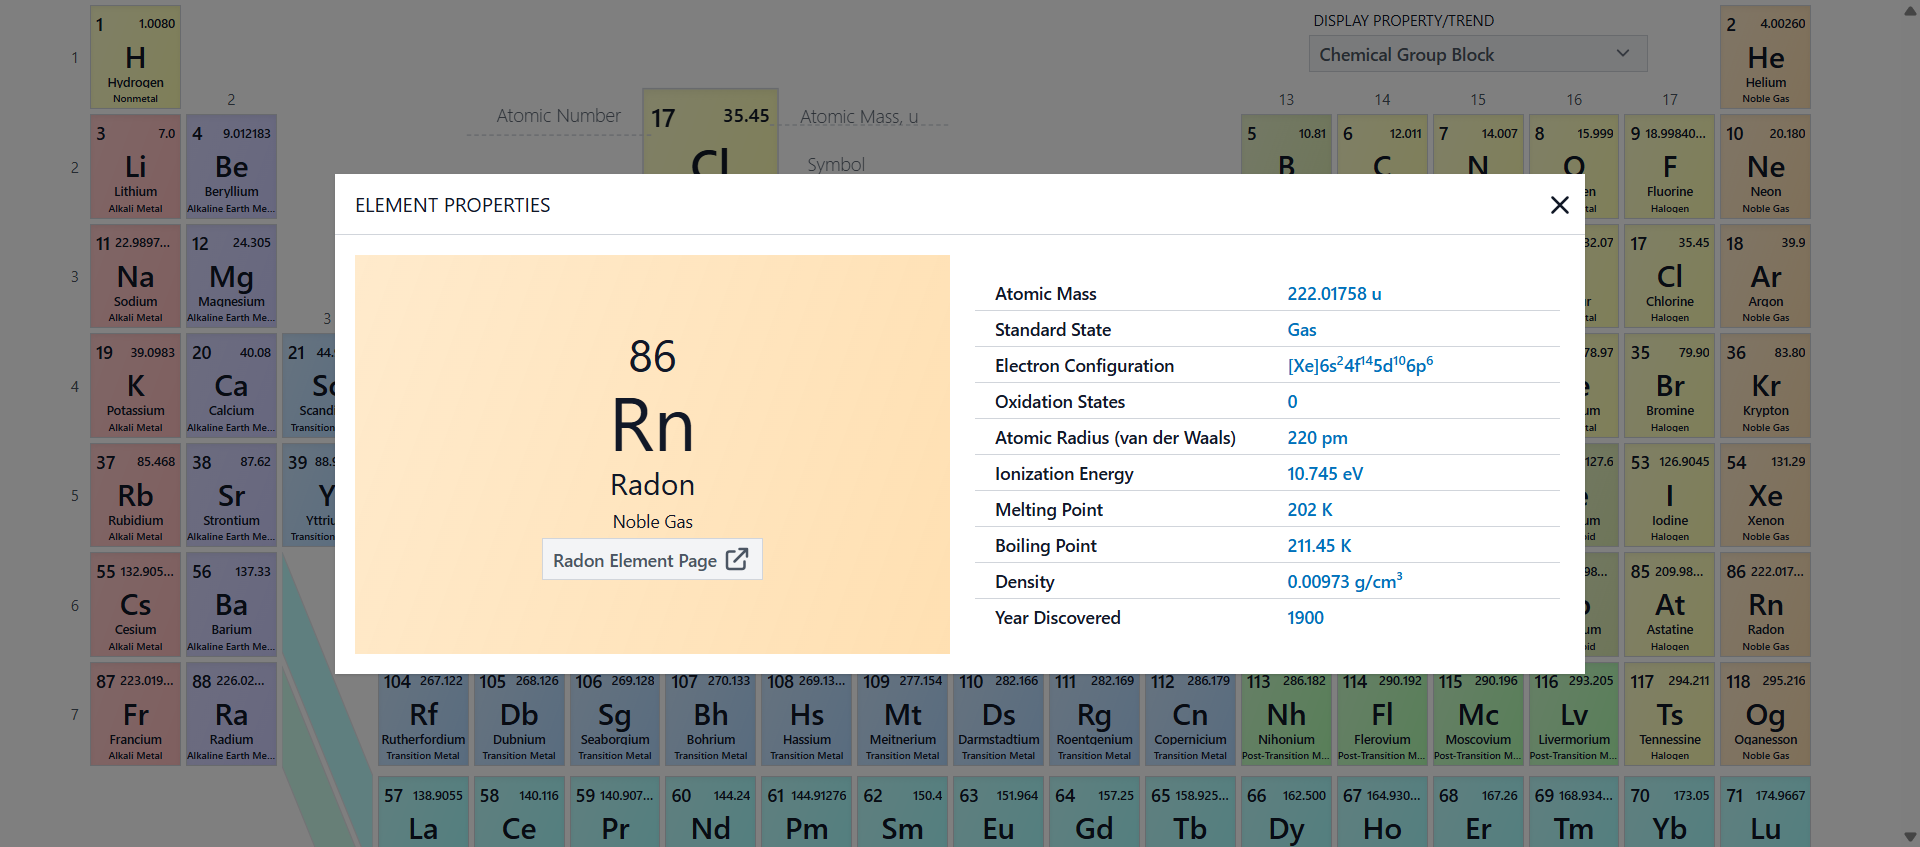 DISPLAY PROPERTY/TREND
Chemical Group Block
1 1.0080
H
Hydrogen
Nonmetal
2 4.00260
He
Helium
Noble Gas
1
2
13 14 15 16 17
Atomic Number
17 35.45
Cl
Atomic Mass, u
Symbol
2
3 7.0
Li
Lithium
Alkali Metal
4 9.012183
Be
Beryllium
Alkaline Earth Me...
5 10.81
B
6 12.011
C
7 14.007
N
8 15.999
O
9 18.99840...
F
Fluorine
Halogen
10 20.180
Ne
Neon
Noble Gas
3
11 22.9897...
Na
Sodium
Alkali Metal
12 24.305
Mg
Magnesium
Alkaline Earth Me...
3
17 35.45
Cl
Chlorine
Halogen
18 39.9
Ar
Argon
Noble Gas
4
19 39.0983
K
Potassium
Alkali Metal
20 40.08
Ca
Calcium
Alkaline Earth Me...
21 44.
35 79.90
Br
Bromine
Halogen
36 83.80
Kr
Krypton
Noble Gas
5
37 85.468
Rb
Rubidium
Alkali Metal
38 87.62
Sr
Strontium
Alkaline Earth Me...
39 88.9
Y
53 126.9045
I
Iodine
Halogen
54 131.29
Xe
Xenon
Noble Gas
6
55 132.905...
Cs
Cesium
Alkali Metal
56 137.33
Ba
Barium
Alkaline Earth Me...
85 209.98...
At
Astatine
Halogen
86 222.017...
Rn
Radon
Noble Gas
ELEMENT PROPERTIES
86
Rn
Radon
Noble Gas
Radon Element Page
Atomic Mass 222.01758 u
Standard State Gas
Electron Configuration [Xe]6s²4f¹⁴5d¹⁰6p⁶
Oxidation States 0
Atomic Radius (van der Waals) 220 pm
Ionization Energy 10.745 eV
Melting Point 202 K
Boiling Point 211.45 K
Density 0.00973 g/cm³
Year Discovered 1900
7
87 223.019...
Fr
Francium
Alkali Metal
88 226.02...
Ra
Radium
Alkaline Earth Me...
104 267.122
Rf
Rutherfordium
Transition Metal
105 268.126
Db
Dubnium
Transition Metal
106 269.128
Sg
Seaborgium
Transition Metal
107 270.133
Bh
Bohrium
Transition Metal
108 269.13...
Hs
Hassium
Transition Metal
109 277.154
Mt
Meitnerium
Transition Metal
110 282.166
Ds
Darmstadtium
Transition Metal
111 282.169
Rg
Roentgenium
Transition Metal
112 286.179
Cn
Copernicium
Transition Metal
113 286.182
Nh
Nihonium
Post-Transition M...
114 290.192
Fl
Flerovium
Post-Transition M...
115 290.196
Mc
Moscovium
Post-Transition M...
116 293.205
Lv
Livermorium
Post-Transition M...
117 294.211
Ts
Tennessine
Halogen
118 295.216
Og
Oganesson
Noble Gas
57 138.9055
La
58 140.116
Ce
59 140.907...
Pr
60 144.24
Nd
61 144.91276
Pm
62 150.4
Sm
63 151.964
Eu
64 157.25
Gd
65 158.925...
Tb
66 162.500
Dy
67 164.930...
Ho
68 167.26
Er
69 168.934...
Tm
70 173.05
Yb
71 174.9667
Lu